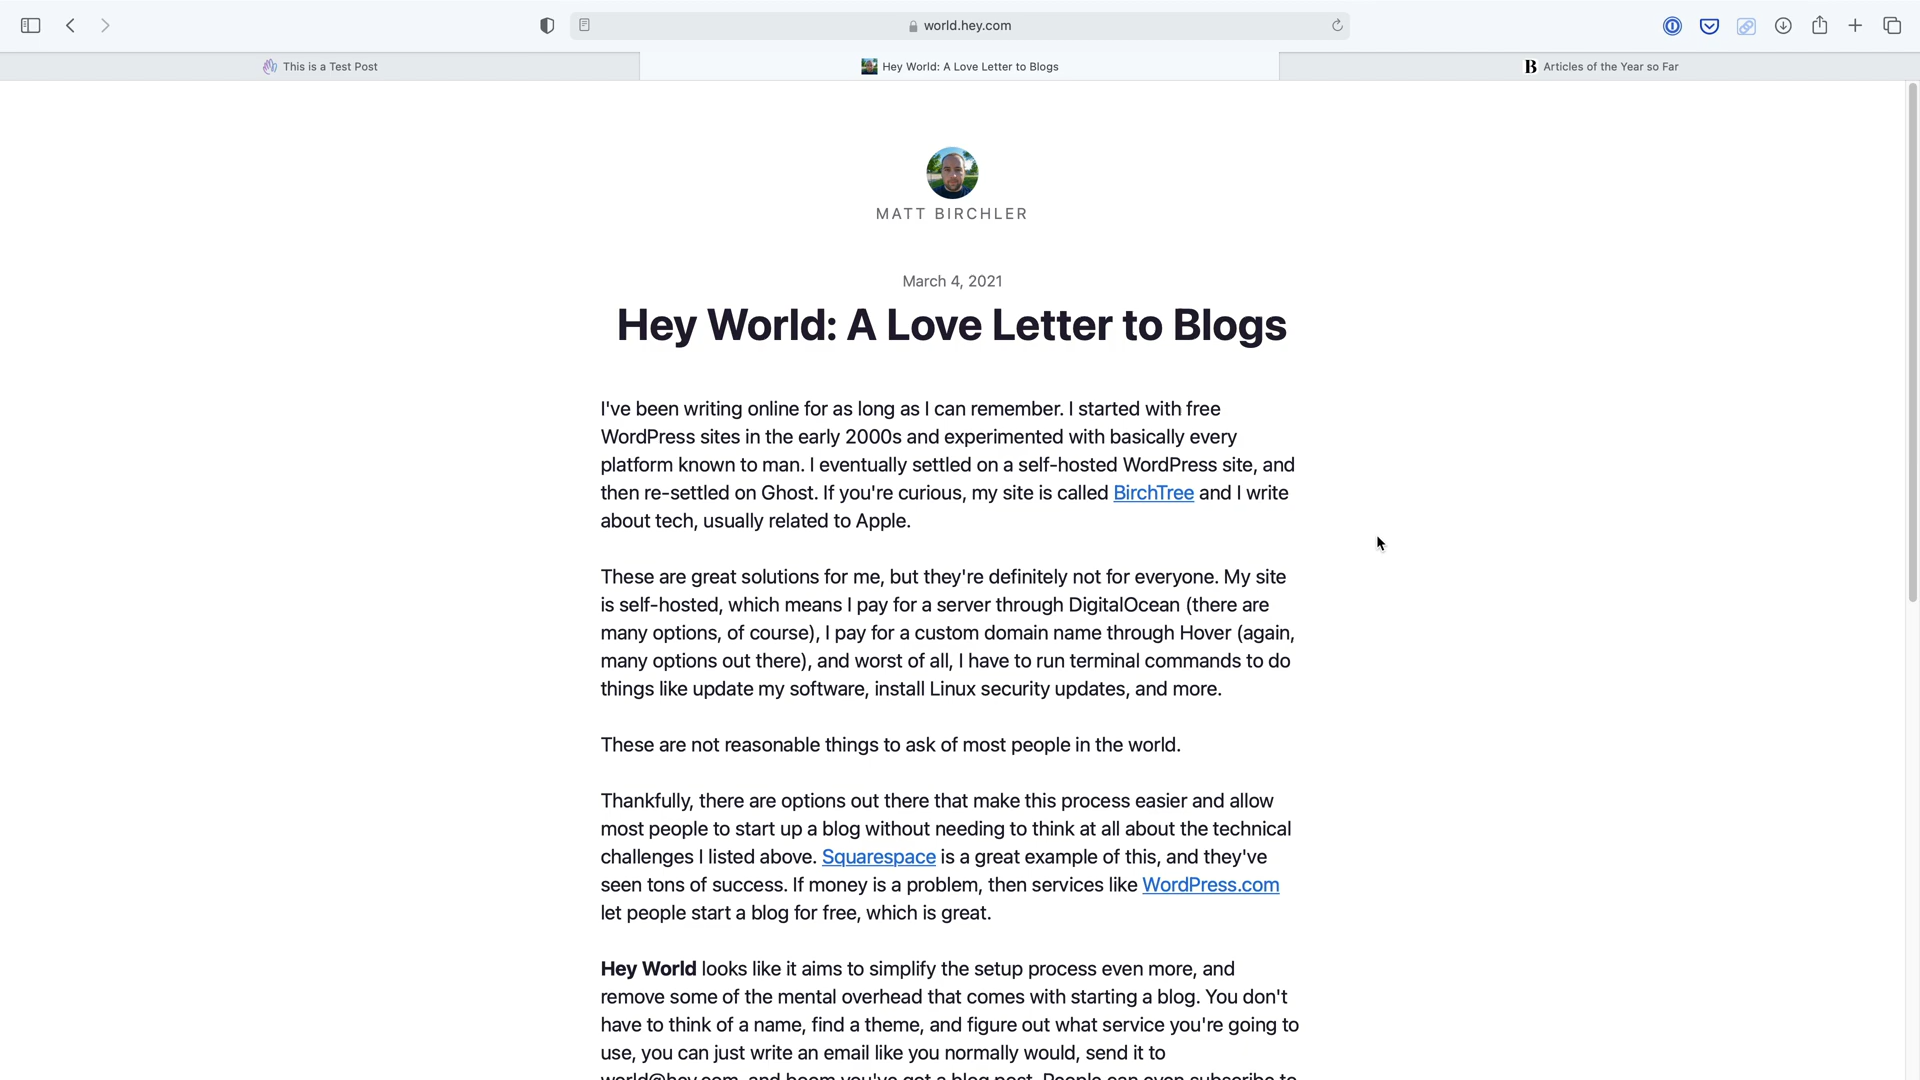 world.hey.com
This is a Test Post
Hey World: A Love Letter to Blogs
B Articles of the Year so Far
MATT BIRCHLER
March 4, 2021
Hey World: A Love Letter to Blogs
I've been writing online for as long as I can remember. I started with free
WordPress sites in the early 2000s and experimented with basically every
platform known to man. I eventually settled on a self-hosted WordPress site, and
then re-settled on Ghost. If you're curious, my site is called BirchTree and I write
about tech, usually related to Apple.
These are great solutions for me, but they're definitely not for everyone. My site
is self-hosted, which means I pay for a server through DigitalOcean (there are
many options, of course), I pay for a custom domain name through Hover (again,
many options out there), and worst of all, I have to run terminal commands to do
things like update my software, install Linux security updates, and more.
These are not reasonable things to ask of most people in the world.
Thankfully, there are options out there that make this process easier and allow
most people to start up a blog without needing to think at all about the technical
challenges I listed above. Squarespace is a great example of this, and they've
seen tons of success. If money is a problem, then services like WordPress.com
let people start a blog for free, which is great.
Hey World looks like it aims to simplify the setup process even more, and
remove some of the mental overhead that comes with starting a blog. You don't
have to think of a name, find a theme, and figure out what service you're going to
use, you can just write an email like you normally would, send it to
world@hey.com, and boom you've got a blog post. People can even subscribe to